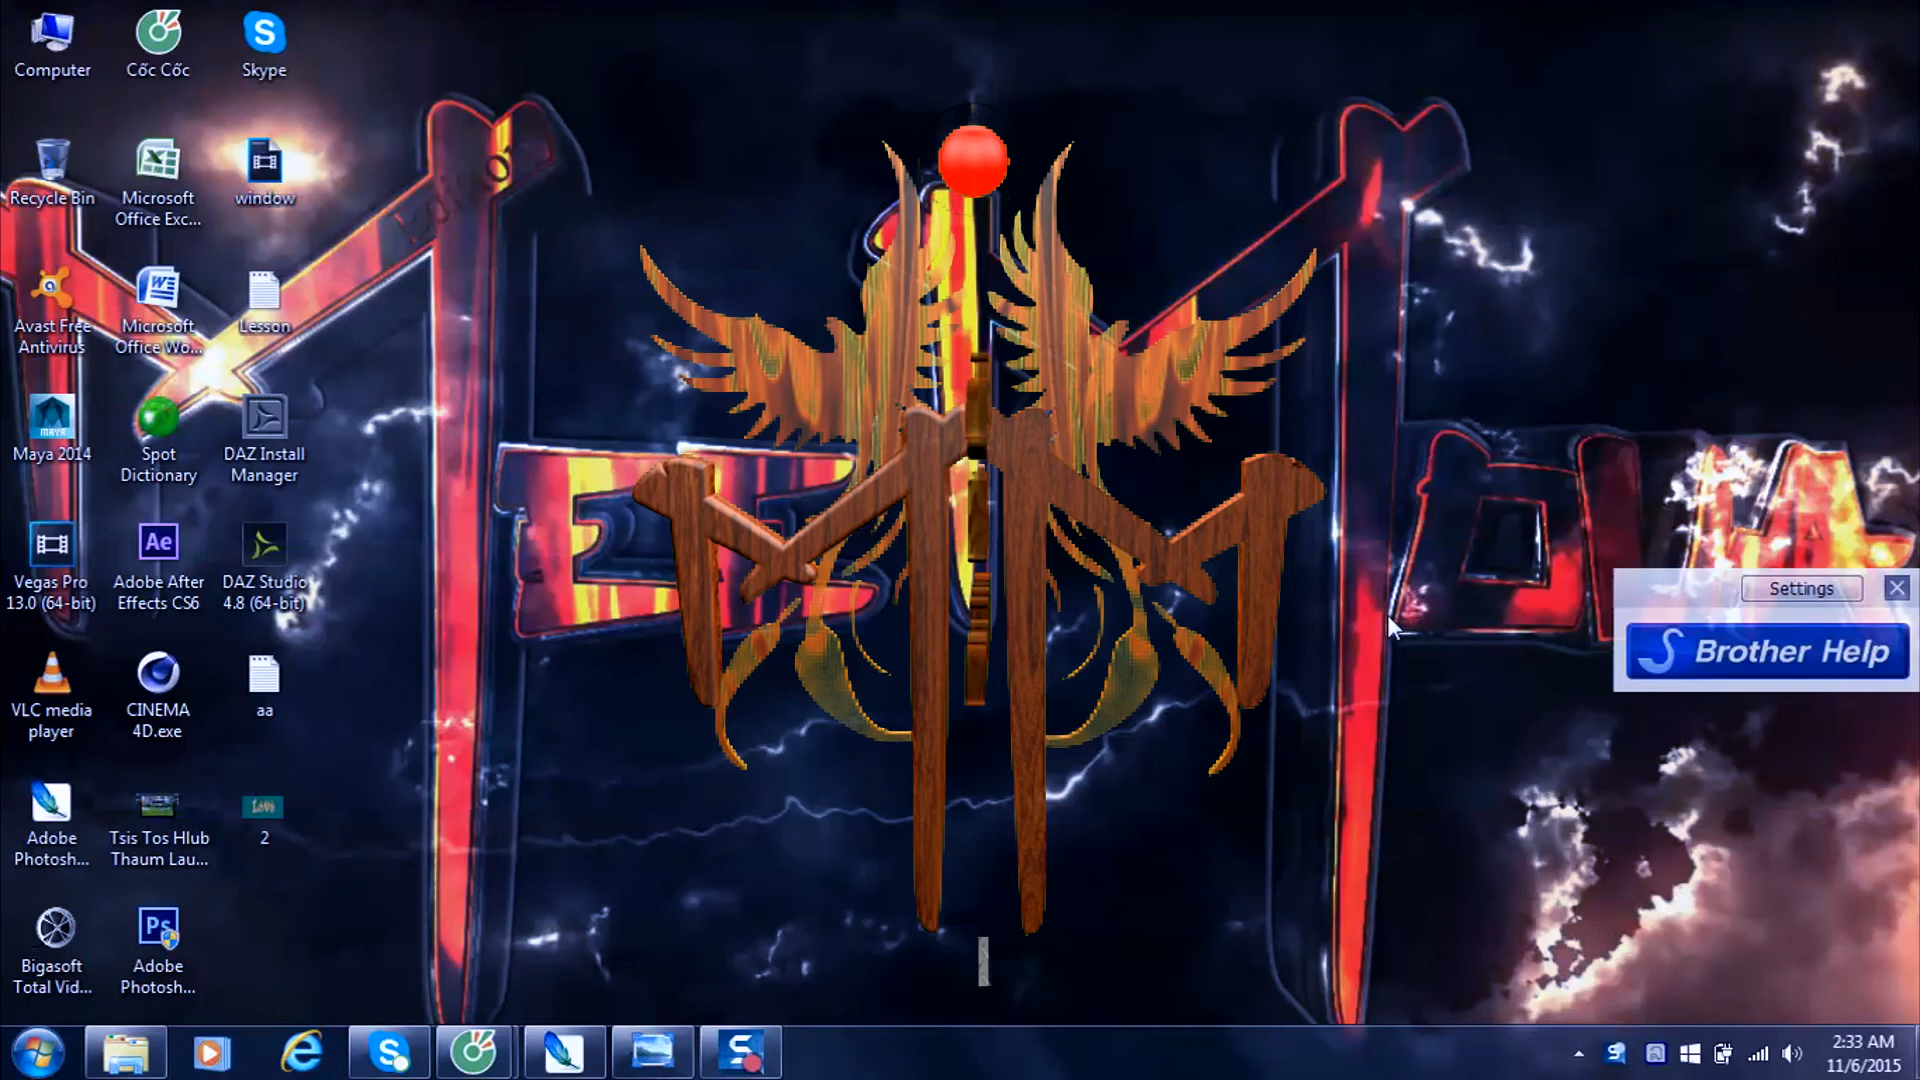 Computer
Cốc Cốc
Skype
Recycle Bin
Microsoft
Office Exc...
window
Avast Free
Antivirus
Microsoft
Office Wo...
Lesson
Maya 2014
MAYA
Spot
Dictionary
DAZ Install
Manager
Vegas Pro
13.0 (64-bit)
Ae
Adobe After
Effects CS6
DAZ Studio
4.8 (64-bit)
VLC media
player
CINEMA
4D.exe
aa
Adobe
Photosh...
Tsis Tos Hlub
Thaum Lau...
2
Bigasoft
Total Vid...
Ps
Adobe
Photosh...
Settings
Brother Help
2:33 AM
11/6/2015